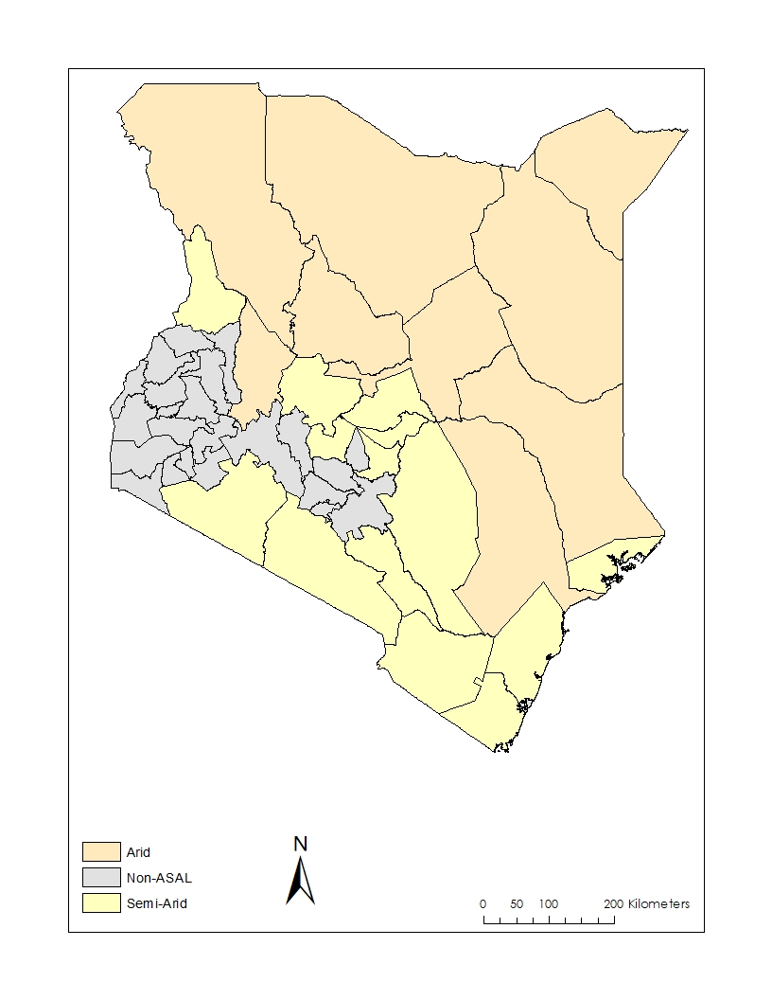 N
Arid
Non-ASAL
Semi-Arid
0 50 100 200 Kilometers